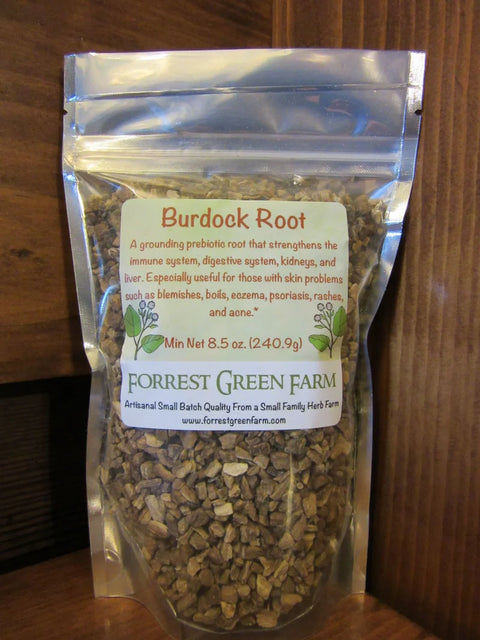 Burdock Root
A grounding prebiotic root that strengthens the
immune system, digestive system, kidneys, and
liver. Especially useful for those with skin problems
such as blemishes, boils, eczema, psoriasis, rashes,
and acne.*
Min Net 8.5 oz. (240.9g)
FORREST GREEN FARM
Artisanal Small Batch Quality From a Small Family Herb Farm
www.forrestgreenfarm.com